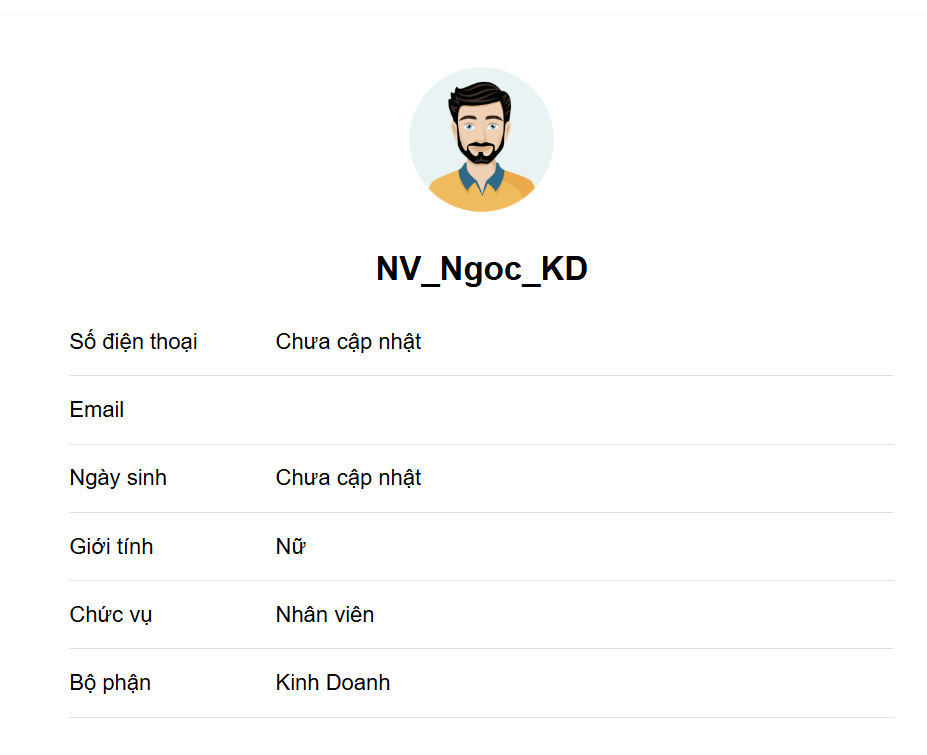 NV_Ngoc_KD
Số điện thoại Chưa cập nhật
Email
Ngày sinh Chưa cập nhật
Giới tính Nữ
Chức vụ Nhân viên
Bộ phận Kinh Doanh